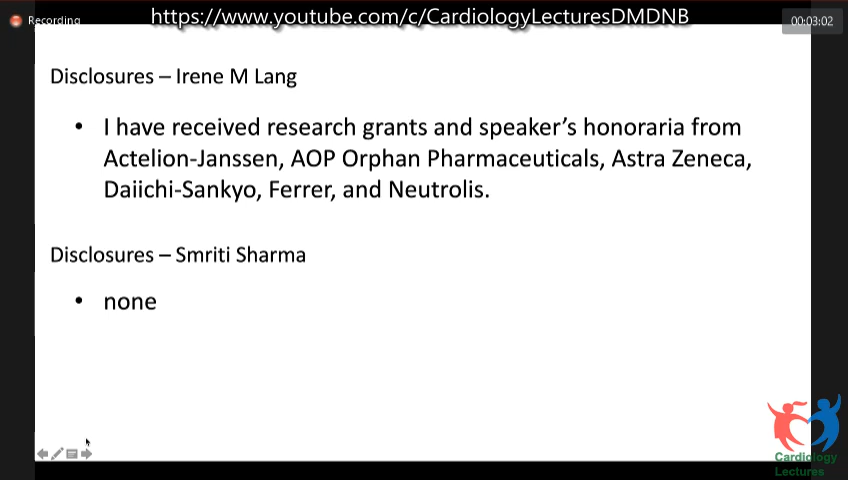 Recording
https://www.youtube.com/c/CardiologyLecturesDMDNB
00:03:02
Disclosures – Irene M Lang
• I have received research grants and speaker's honoraria from
Actelion-Janssen, AOP Orphan Pharmaceuticals, Astra Zeneca,
Daiichi-Sankyo, Ferrer, and Neutrolis.
Disclosures – Smriti Sharma
• none
Cardiology
Lectures